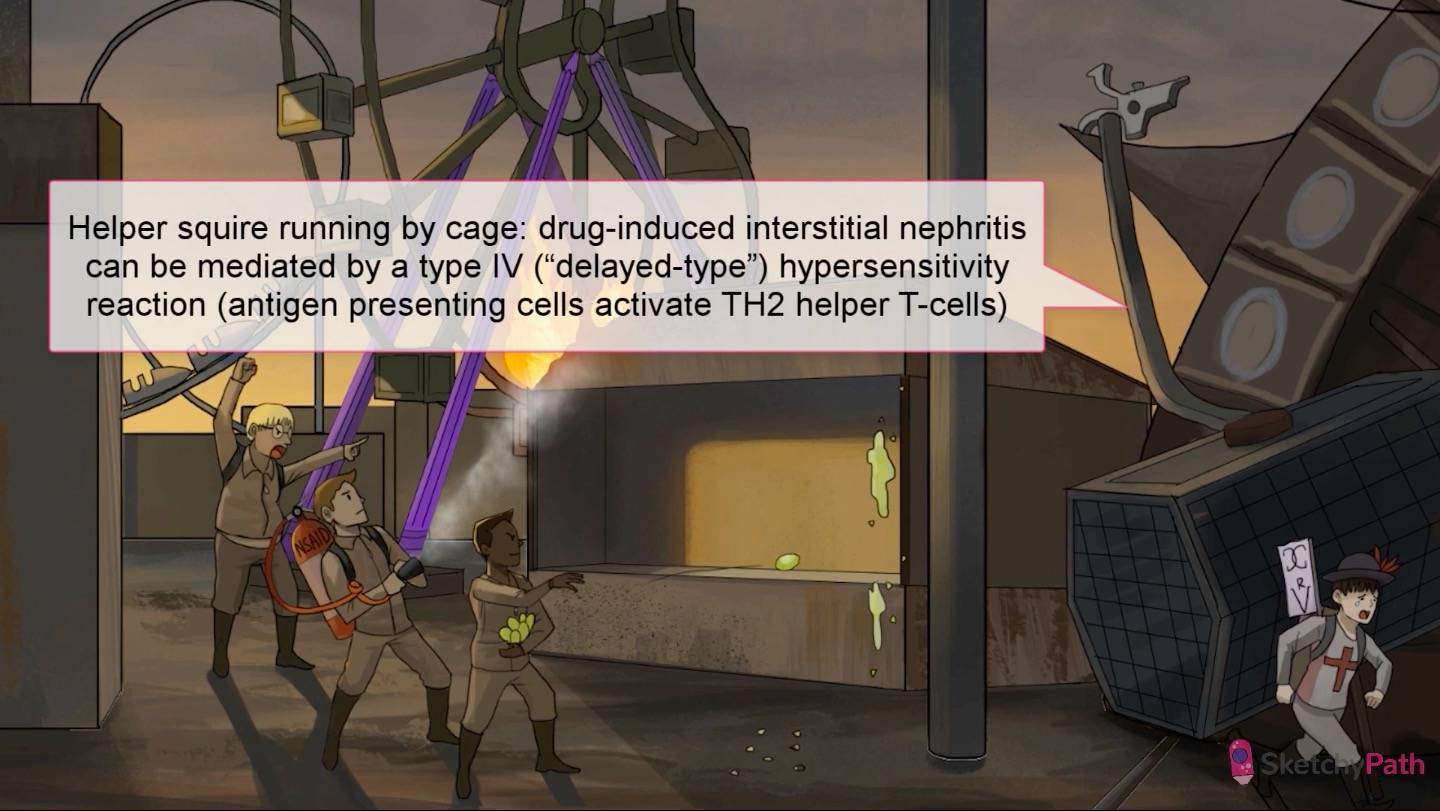 Helper squire running by cage: drug-induced interstitial nephritis
can be mediated by a type IV (“delayed-type”) hypersensitivity
reaction (antigen presenting cells activate TH2 helper T-cells)
NSAID
SketchyPath